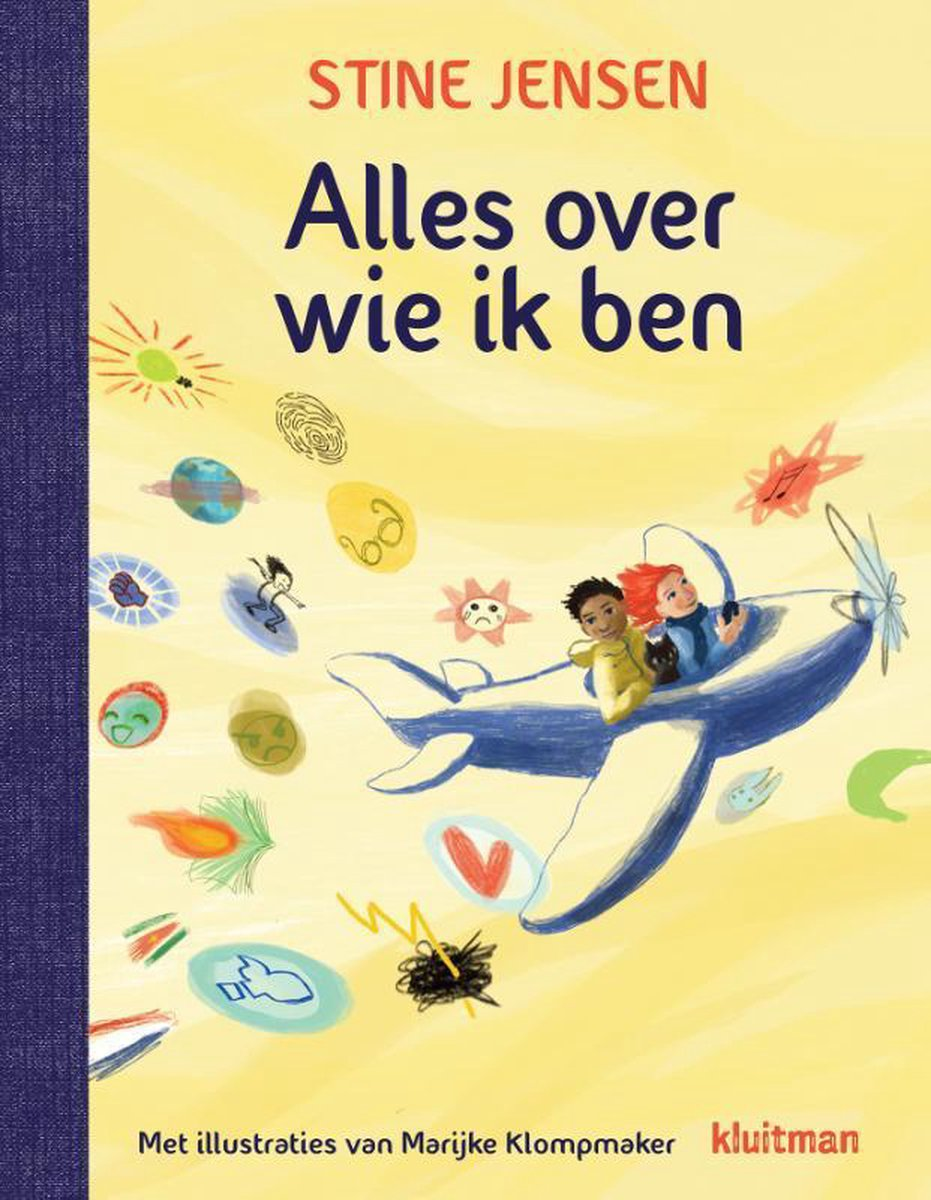 STINE JENSEN
Alles over
wie ik ben
Met illustraties van Marijke Klompmaker
kluitman